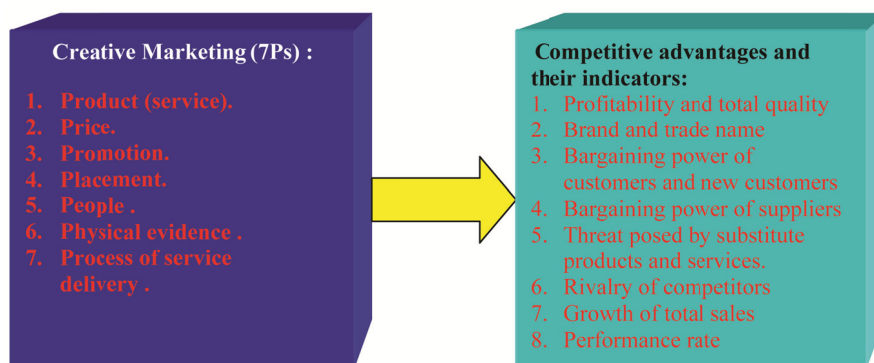 Creative Marketing (7Ps) :
1. Product (service).
2. Price.
3. Promotion.
4. Placement.
5. People .
6. Physical evidence .
7. Process of service
delivery .
Competitive advantages and
their indicators:
1. Profitability and total quality
2. Brand and trade name
3. Bargaining power of
customers and new customers
4. Bargaining power of suppliers
5. Threat posed by substitute
products and services.
6. Rivalry of competitors
7. Growth of total sales
8. Performance rate